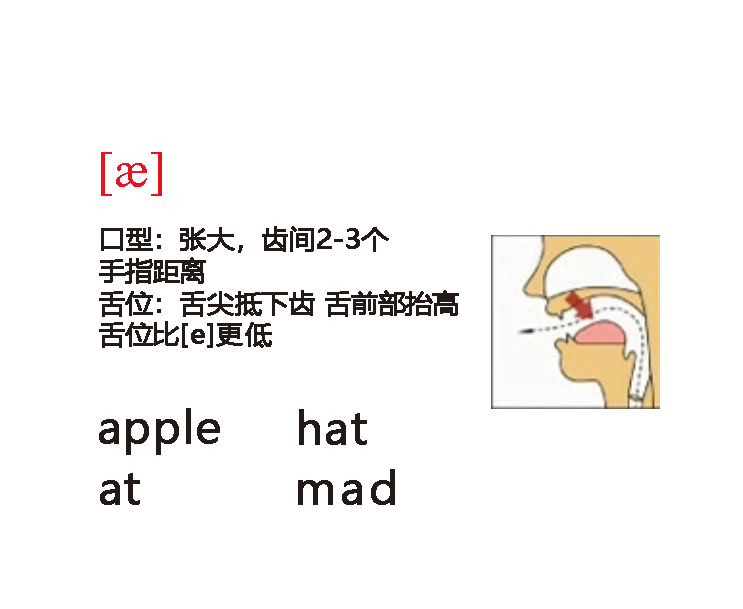 [æ]
口型：张大，齿间2-3个
手指距离
舌位：舌尖抵下齿 舌前部抬高
舌位比[e]更低
apple hat
at mad